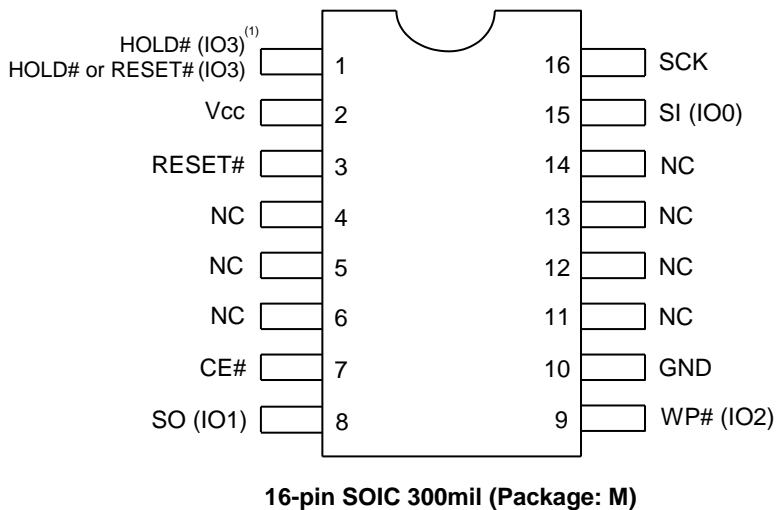 HOLD# (IO3)(1)
HOLD# or RESET# (IO3)
1
16
SCK
Vcc
2
15
SI (IO0)
RESET#
3
14
NC
NC
4
13
NC
NC
5
12
NC
NC
6
11
NC
CE#
7
10
GND
SO (IO1)
8
9
WP# (IO2)
16-pin SOIC 300mil (Package: M)